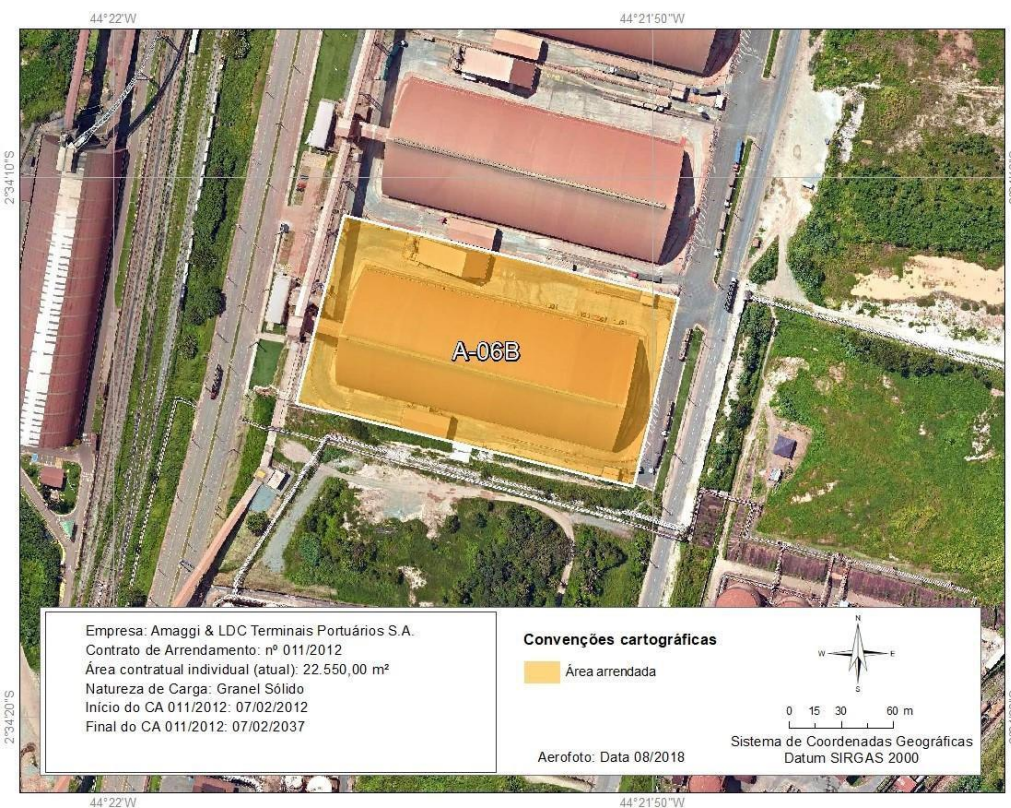 44°22'W 44°21'50"W
2°34'10"S
A-06B
Empresa: Amaggi & LDC Terminais Portuários S.A.
Contrato de Arrendamento: nº 011/2012
Área contratual individual (atual): 22.550,00 m²
Natureza de Carga: Granel Sólido
Início do CA 011/2012: 07/02/2012
Final do CA 011/2012: 07/02/2037
Convenções cartográficas
Área arrendada
Aerofoto: Data 08/2018
N
W E
S
0 15 30 60 m
Sistema de Coordenadas Geográficas
Datum SIRGAS 2000
2°34'20"S
44°22'W 44°21'50"W